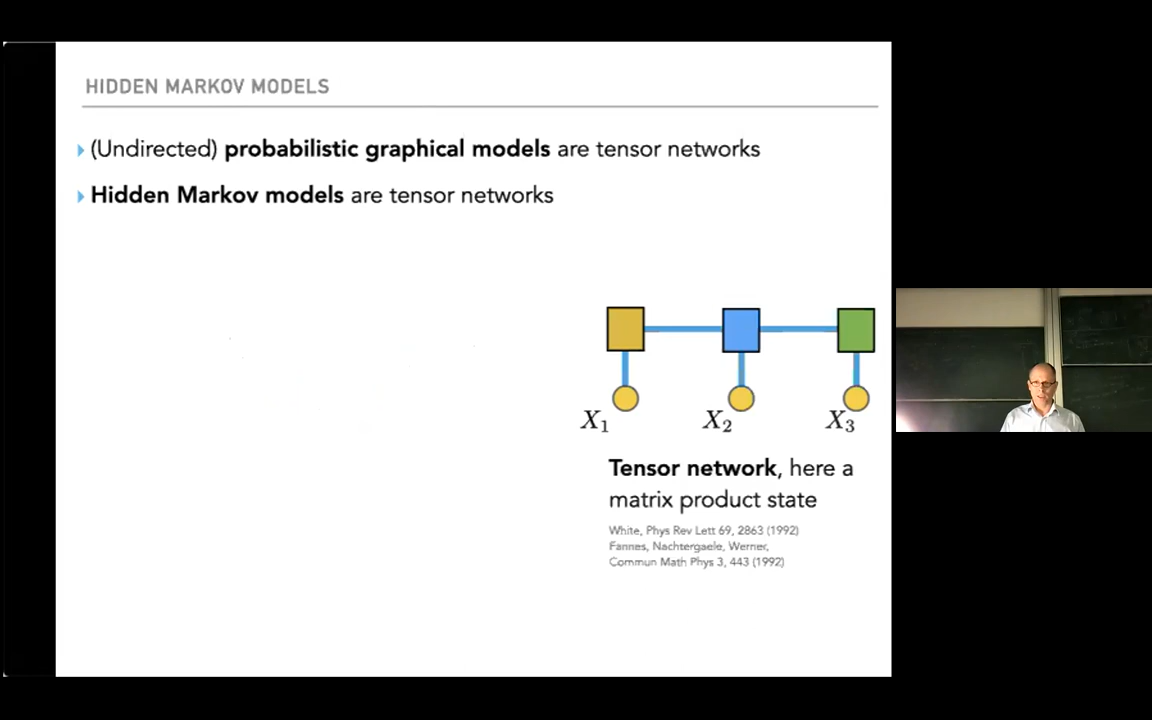 HIDDEN MARKOV MODELS
(Undirected) probabilistic graphical models are tensor networks
Hidden Markov models are tensor networks
X1 X2 X3
Tensor network, here a
matrix product state
White, Phys Rev Lett 69, 2863 (1992)
Fannes, Nachtergaele, Werner,
Commun Math Phys 3, 443 (1992)